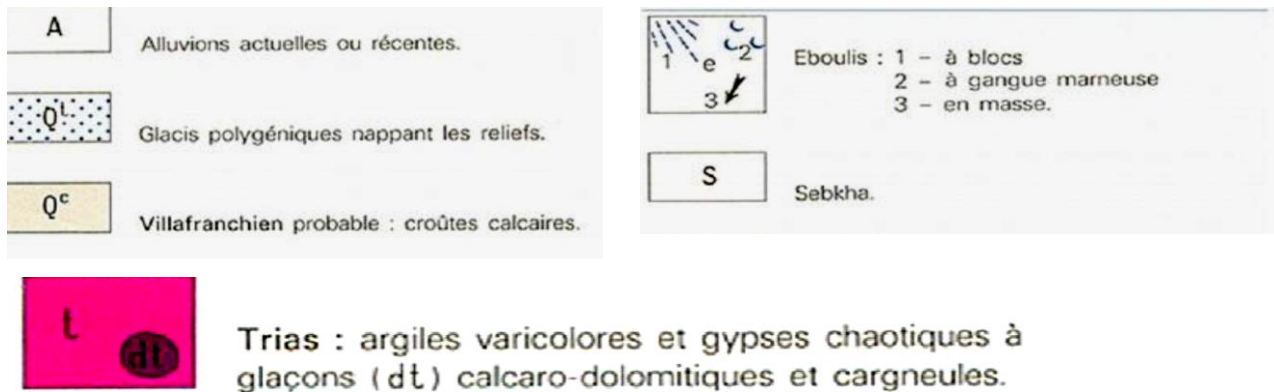 A
Alluvions actuelles ou récentes.
Qᴸ
Glacis polygéniques nappant les reliefs.
Qᶜ
Villafranchien probable : croûtes calcaires.
1 e 2
3
Eboulis : 1 – à blocs
2 – à gangue marneuse
3 – en masse.
S
Sebkha.
t
dt
Trias : argiles varicolores et gypses chaotiques à
glaçons (dt) calcaro-dolomitiques et cargneules.